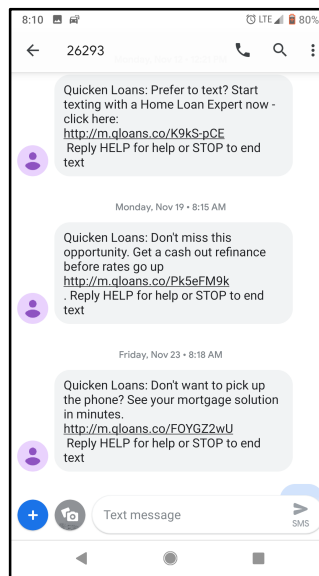 8:10 LTE 80%
26293
Quicken Loans: Prefer to text? Start
texting with a Home Loan Expert now -
click here:
http://m.qloans.co/K9kS-pCE
Reply HELP for help or STOP to end
text
Monday, Nov 19 • 8:15 AM
Quicken Loans: Don't miss this
opportunity. Get a cash out refinance
before rates go up
http://m.qloans.co/Pk5eFM9k
. Reply HELP for help or STOP to end
text
Friday, Nov 23 • 8:18 AM
Quicken Loans: Don't want to pick up
the phone? See your mortgage solution
in minutes.
http://m.qloans.co/FOYGZ2wU
Reply HELP for help or STOP to end
text
Text message
SMS